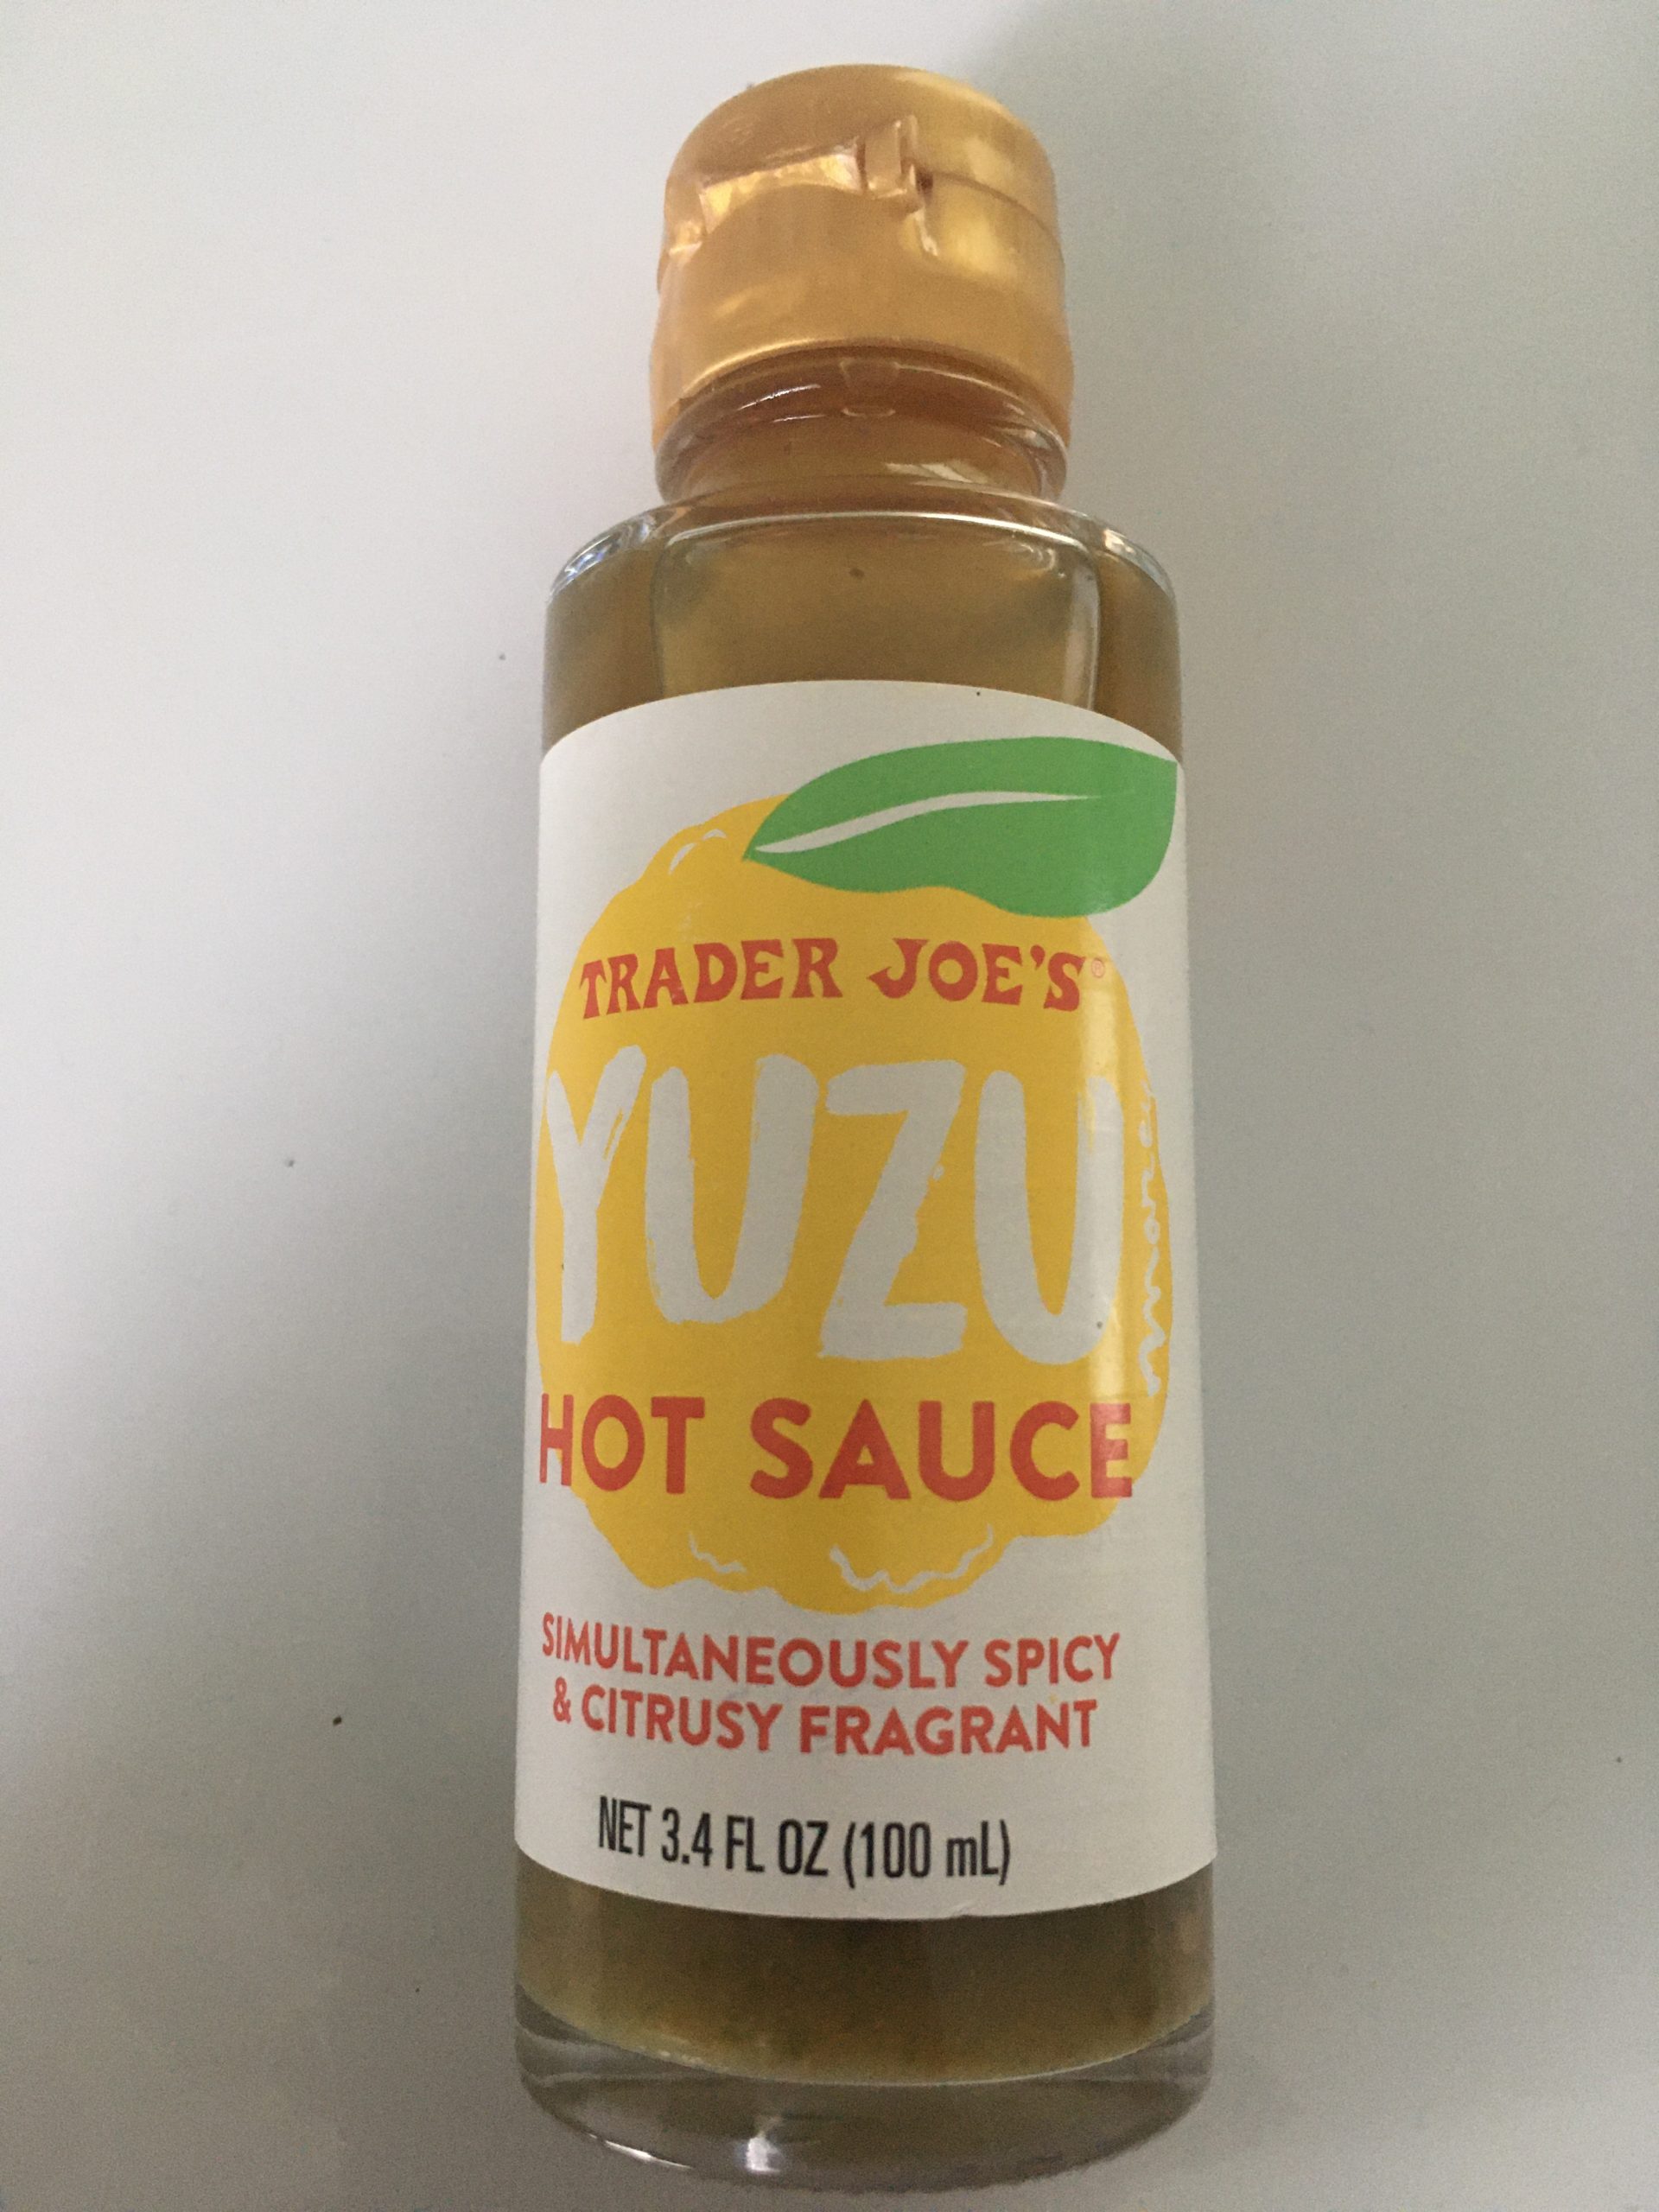 TRADER JOE'S®
YUZU
HOT SAUCE
SIMULTANEOUSLY SPICY
& CITRUSY FRAGRANT
NET 3.4 FL OZ (100 mL)